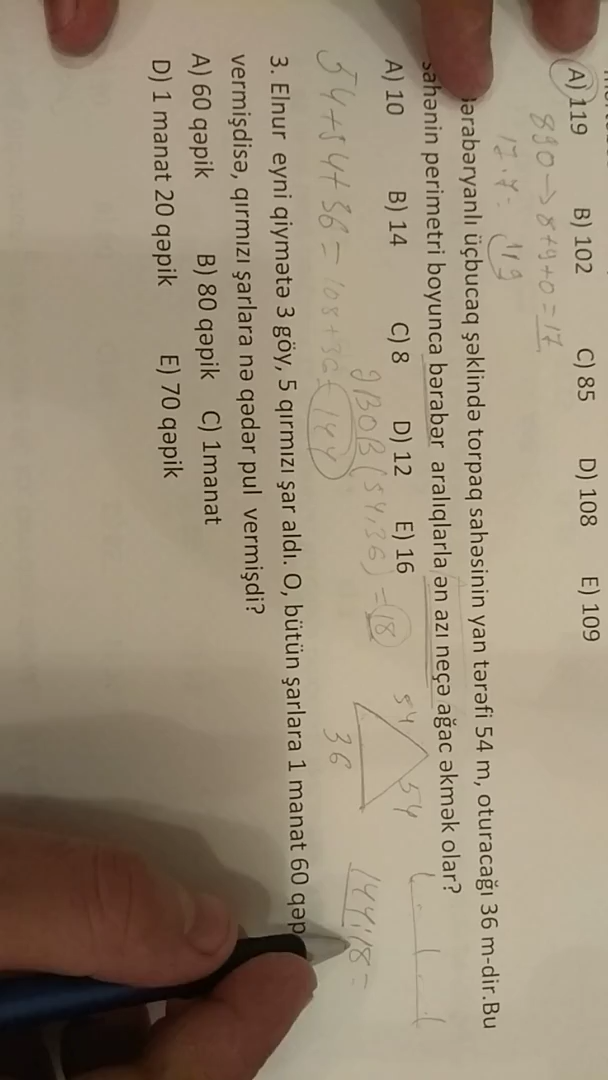 A) 119 B) 102 C) 85 D) 108 E) 109
890 → 8+9+0=17
17·7= 119
bərabəryanlı üçbucaq şəklində torpaq sahəsinin yan tərəfi 54 m, oturacağı 36 m-dir.Bu
sahənin perimetri boyunca bərabər aralıqlarla ən azı neçə ağac əkmək olar?
A) 10 B) 14 C) 8 D) 12 E) 16
ƏBOB(54,36)=18
54 54
36
144:18=
54+54+36=108+36=144
3. Elnur eyni qiymətə 3 göy, 5 qırmızı şar aldı. O, bütün şarlara 1 manat 60 qəp
vermişdisə, qırmızı şarlara nə qədər pul vermişdi?
A) 60 qəpik B) 80 qəpik C) 1manat
D) 1 manat 20 qəpik E) 70 qəpik